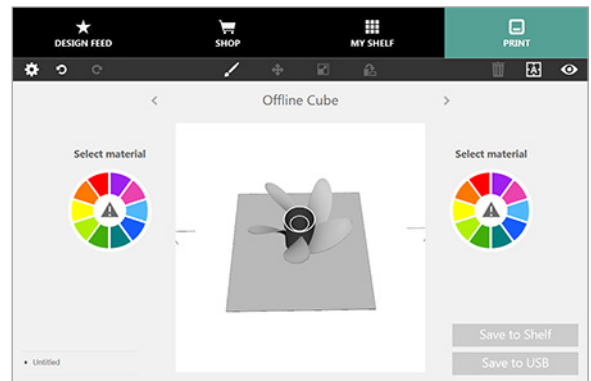 DESIGN FEED
SHOP
MY SHELF
PRINT
Offline Cube
Select material
Select material
Save to Shelf
Save to USB
• Untitled